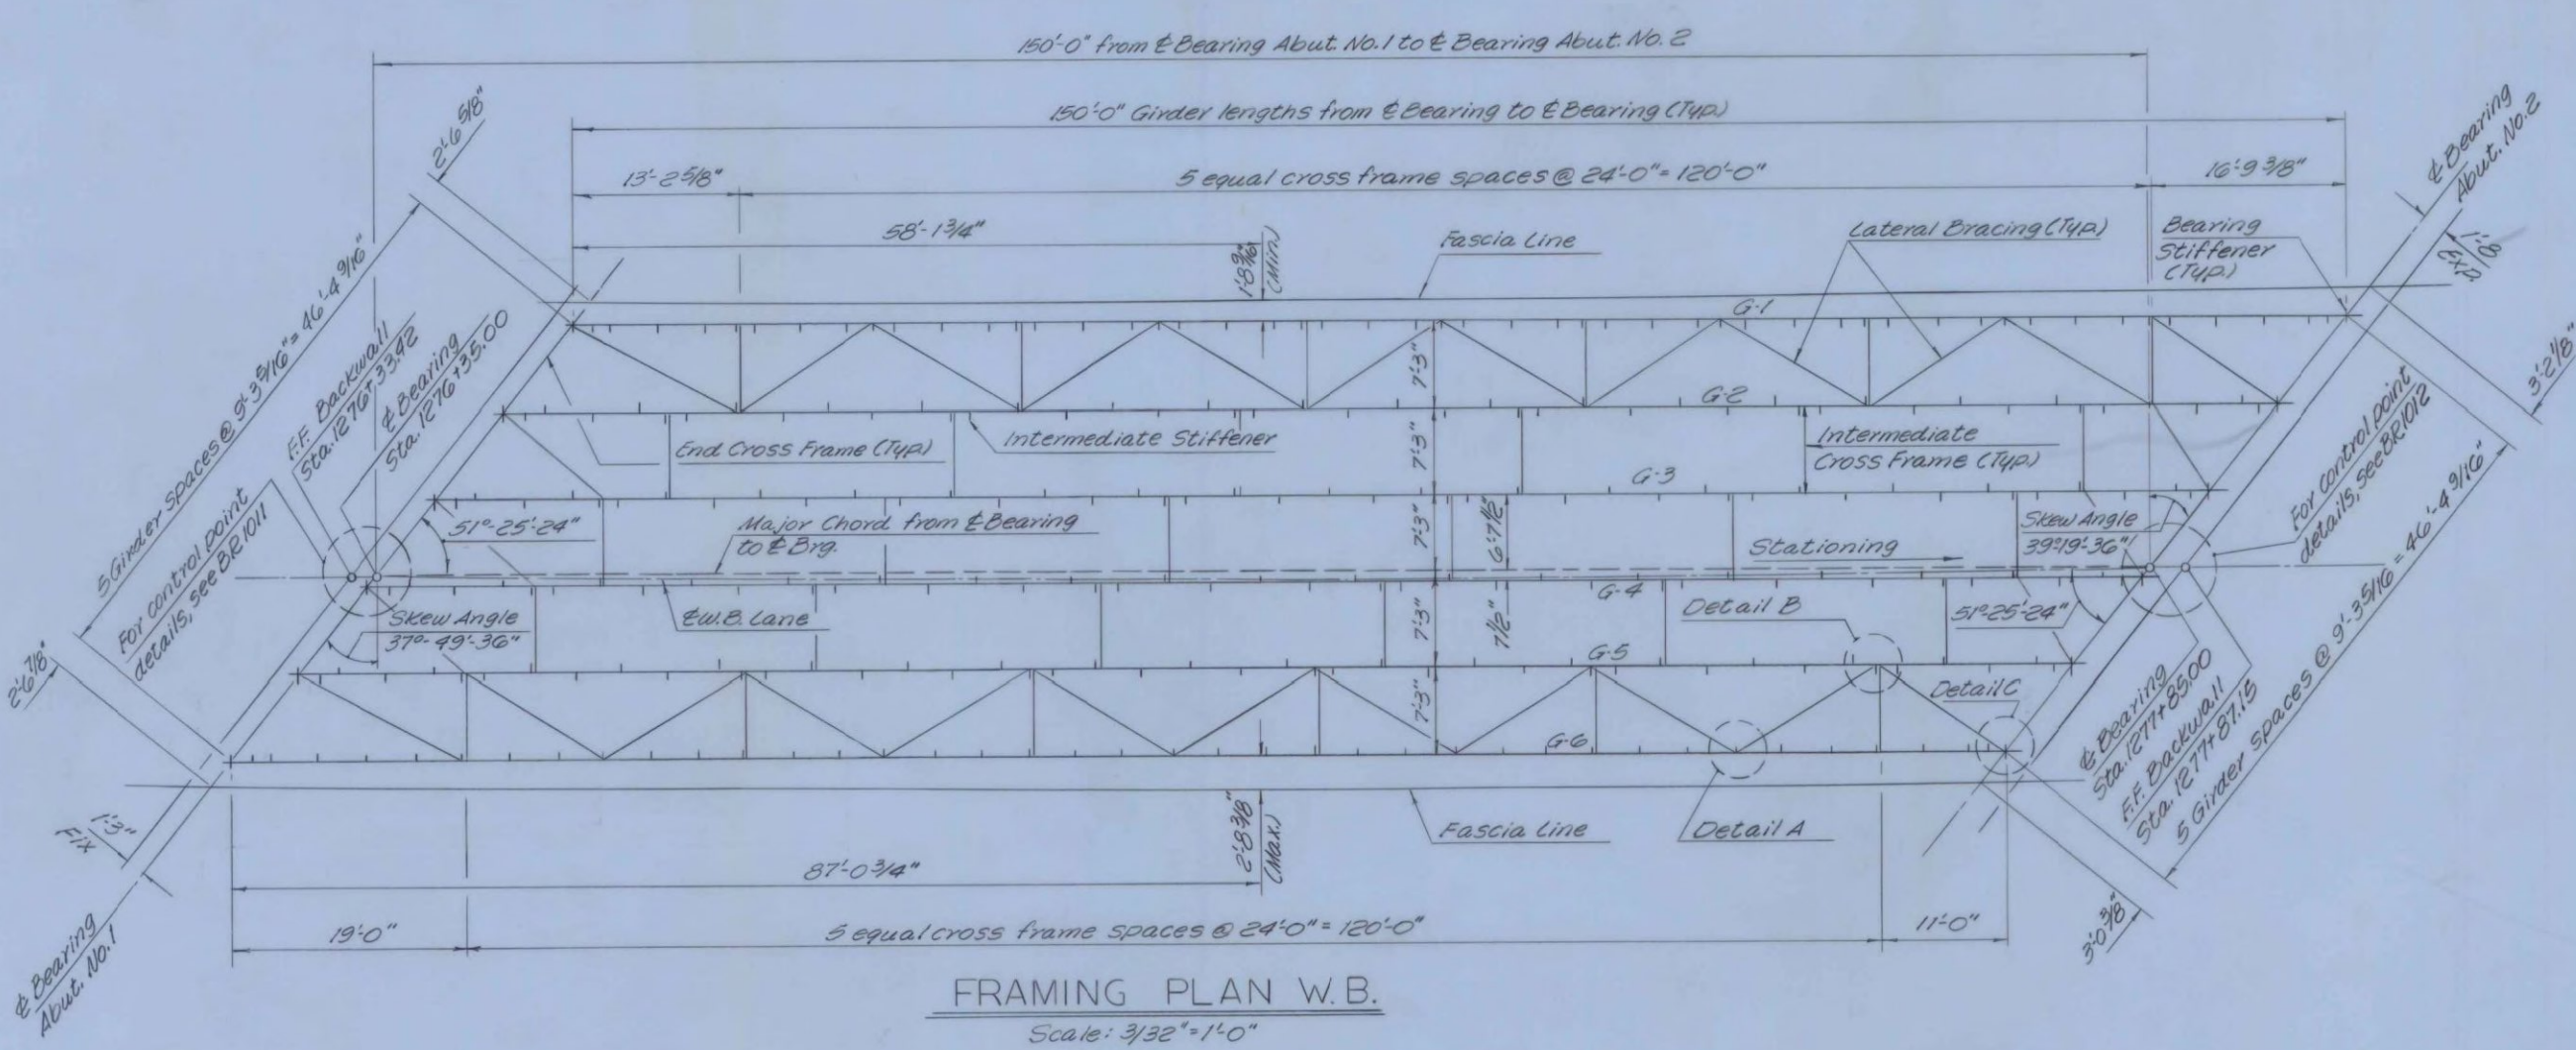 150'-0" from ℄ Bearing Abut. No.1 to ℄ Bearing Abut. No. 2
150'-0" Girder lengths from ℄ Bearing to ℄ Bearing (Typ.)
13'-2 5/8"
5 equal cross frame spaces @ 24'-0" = 120'-0"
16'-9 3/8"
58'-1 3/4"
1'-8 9/16"
(Min.)
Fascia Line
Lateral Bracing (Typ.)
Bearing
Stiffener
(Typ.)
℄ Bearing
Abut. No.2
1'-8
Exp.
2'-6 5/8"
5 Girder Spaces @ 9'-3 5/16" = 46'-4 9/16"
F.F. Backwall
Sta. 1276+33.42
℄ Bearing
Sta. 1276+35.00
For control point
details, see BR1011
G-1
7'-3"
G-2
End Cross Frame (Typ.)
Intermediate Stiffener
7'-3"
Intermediate
Cross Frame (Typ.)
G-3
3'-2 1/8"
For control point
details, see BR1012
51°-25'-24"
Major Chord from ℄ Bearing
to ℄ Brg.
7'-3"
6'-7 1/2"
Stationing
Skew Angle
39°-19'-36"
G-4
Skew Angle
37°-49'-36"
℄ W.B. Lane
7'-3"
7 1/2"
Detail B
51°-25'-24"
G-5
2'-6 7/8"
7'-3"
G-6
Detail C
℄ Bearing
Sta. 1277+85.00
F.F. Backwall
Sta. 1277+87.15
5 Girder Spaces @ 9'-3 5/16 = 46'-4 9/16"
1'-3"
Fix
2'-8 3/8"
(Max.)
Fascia Line
Detail A
87'-0 3/4"
19'-0"
5 equal cross frame spaces @ 24'-0" = 120'-0"
11'-0"
3'-0 3/8"
℄ Bearing
Abut. No.1
FRAMING PLAN W.B.
Scale: 3/32" = 1'-0"